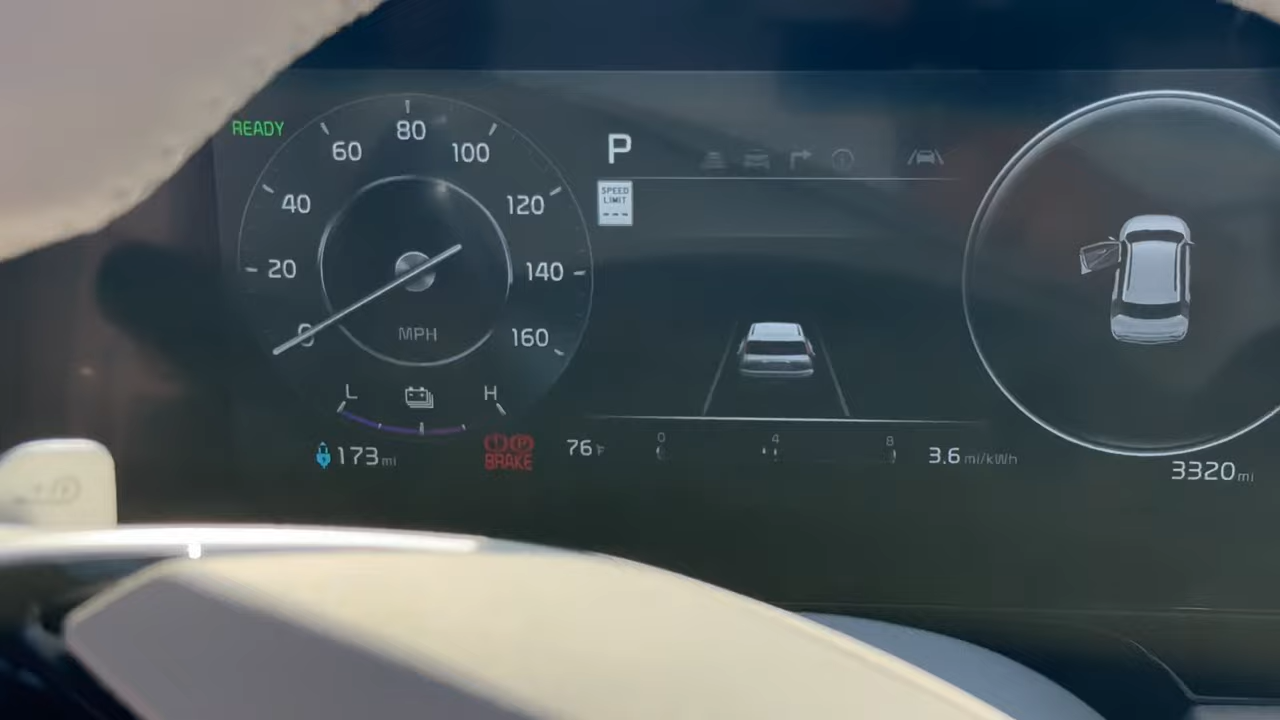 READY
80
60
100
40
120
20
140
0
160
MPH
L
H
P
SPEED
LIMIT
---
173 mi
BRAKE
76 °F
0
4
8
3.6 mi/kWh
3320 mi